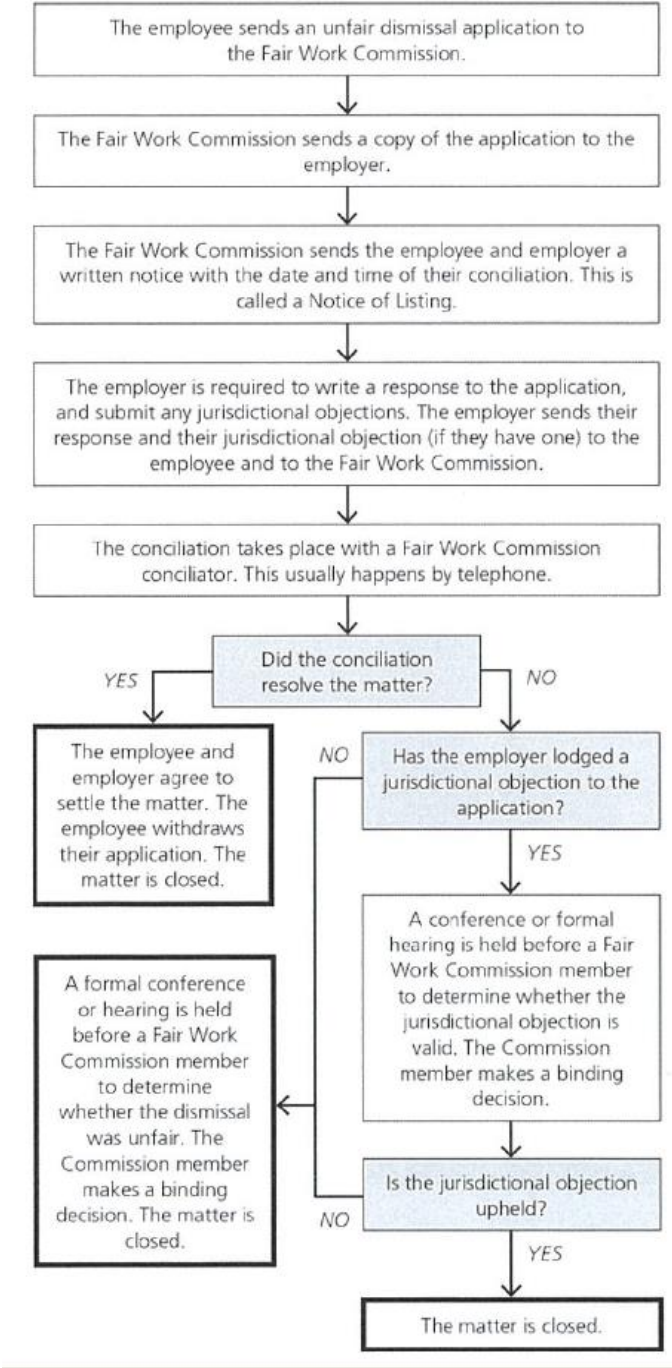 The employee sends an unfair dismissal application to
the Fair Work Commission.
The Fair Work Commission sends a copy of the application to the
employer.
The Fair Work Commission sends the employee and employer a
written notice with the date and time of their conciliation. This is
called a Notice of Listing.
The employer is required to write a response to the application,
and submit any jurisdictional objections. The employer sends their
response and their jurisdictional objection (if they have one) to the
employee and to the Fair Work Commission.
The conciliation takes place with a Fair Work Commission
conciliator. This usually happens by telephone.
Did the conciliation
resolve the matter?
YES
NO
The employee and
employer agree to
settle the matter. The
employee withdraws
their application. The
matter is closed.
NO
Has the employer lodged a
jurisdictional objection to the
application?
YES
A conference or formal
hearing is held before a Fair
Work Commission member
to determine whether the
jurisdictional objection is
valid. The Commission
member makes a binding
decision.
A formal conference
or hearing is held
before a Fair Work
Commission member
to determine
whether the dismissal
was unfair. The
Commission member
makes a binding
decision. The matter is
closed.
Is the jurisdictional objection
upheld?
NO
YES
The matter is closed.